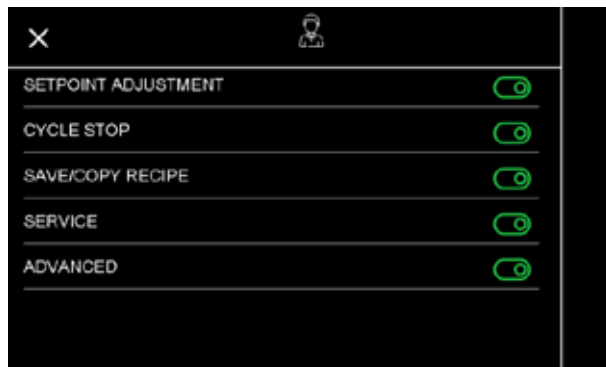 SETPOINT ADJUSTMENT
CYCLE STOP
SAVE/COPY RECIPE
SERVICE
ADVANCED